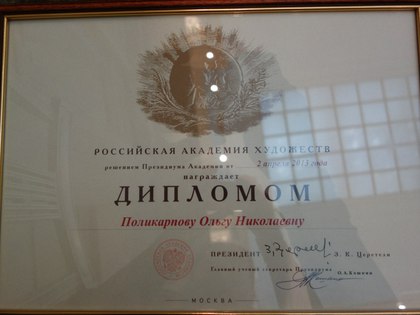 РОССИЙСКАЯ АКАДЕМИЯ ХУДОЖЕСТВ
решением Президиума Академии от 2 апреля 2013 года
награждает
ДИПЛОМОМ
Поликарпову Ольгу Николаевну
ПРЕЗИДЕНТ З. К. Церетели
Главный ученый секретарь Президиума О.А.Кошкин
МОСКВА